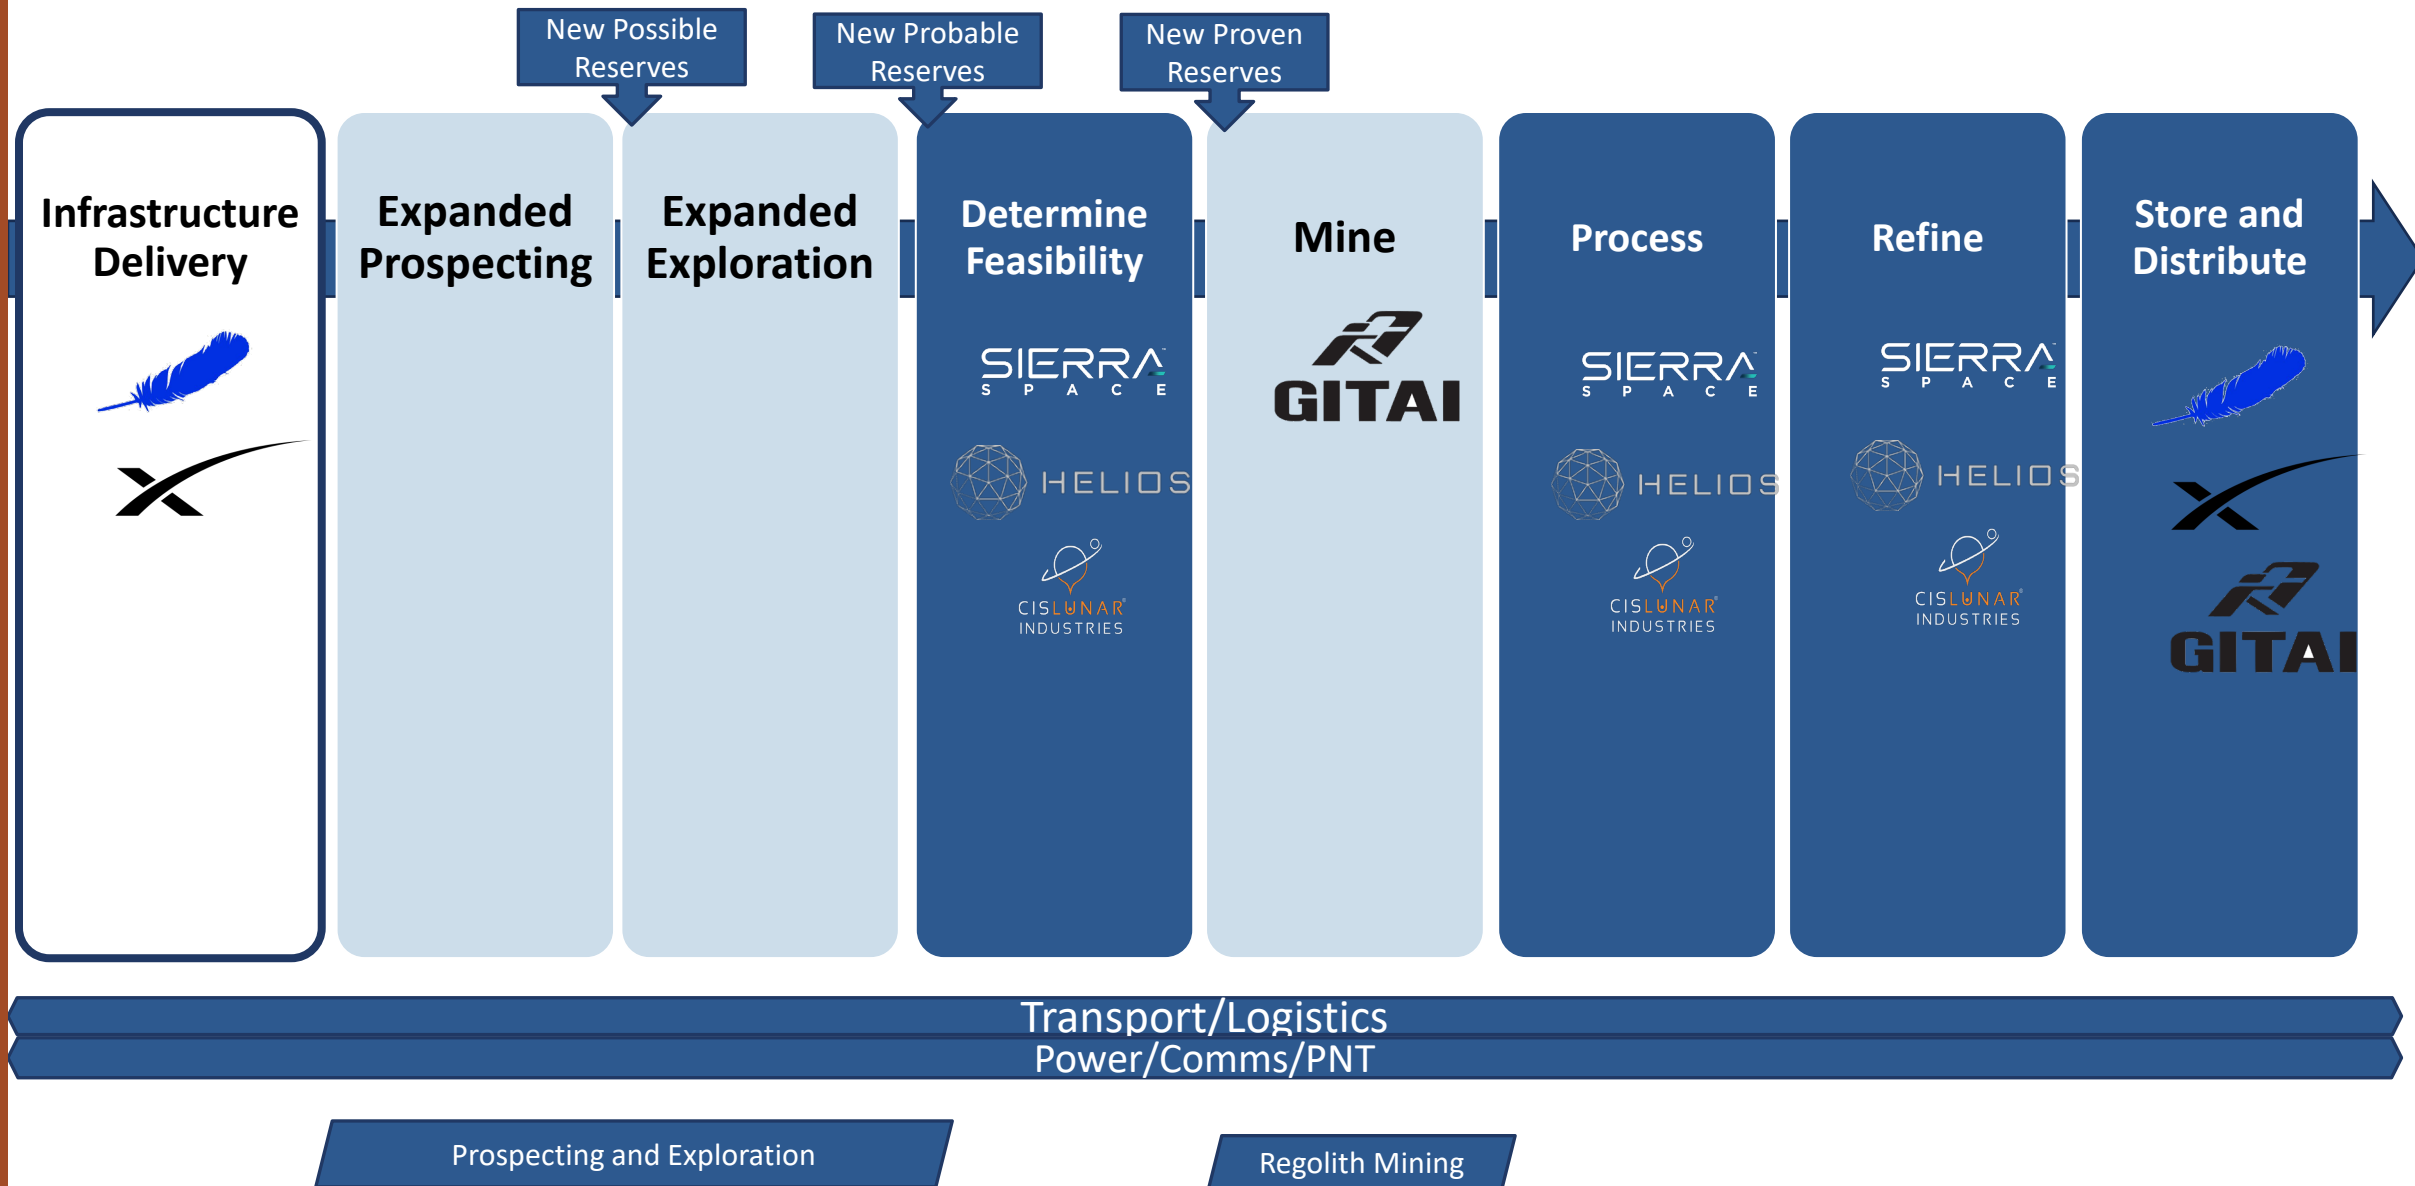 New Possible
Reserves
New Probable
Reserves
New Proven
Reserves
Infrastructure
Delivery
Expanded
Prospecting
Expanded
Exploration
Determine
Feasibility
SIERRA
SPACE
HELIOS
CISLUNAR®
INDUSTRIES
Mine
GITAI
Process
SIERRA
SPACE
HELIOS
CISLUNAR®
INDUSTRIES
Refine
SIERRA
SPACE
HELIOS
CISLUNAR®
INDUSTRIES
Store and
Distribute
GITAI
Transport/Logistics
Power/Comms/PNT
Prospecting and Exploration
Regolith Mining